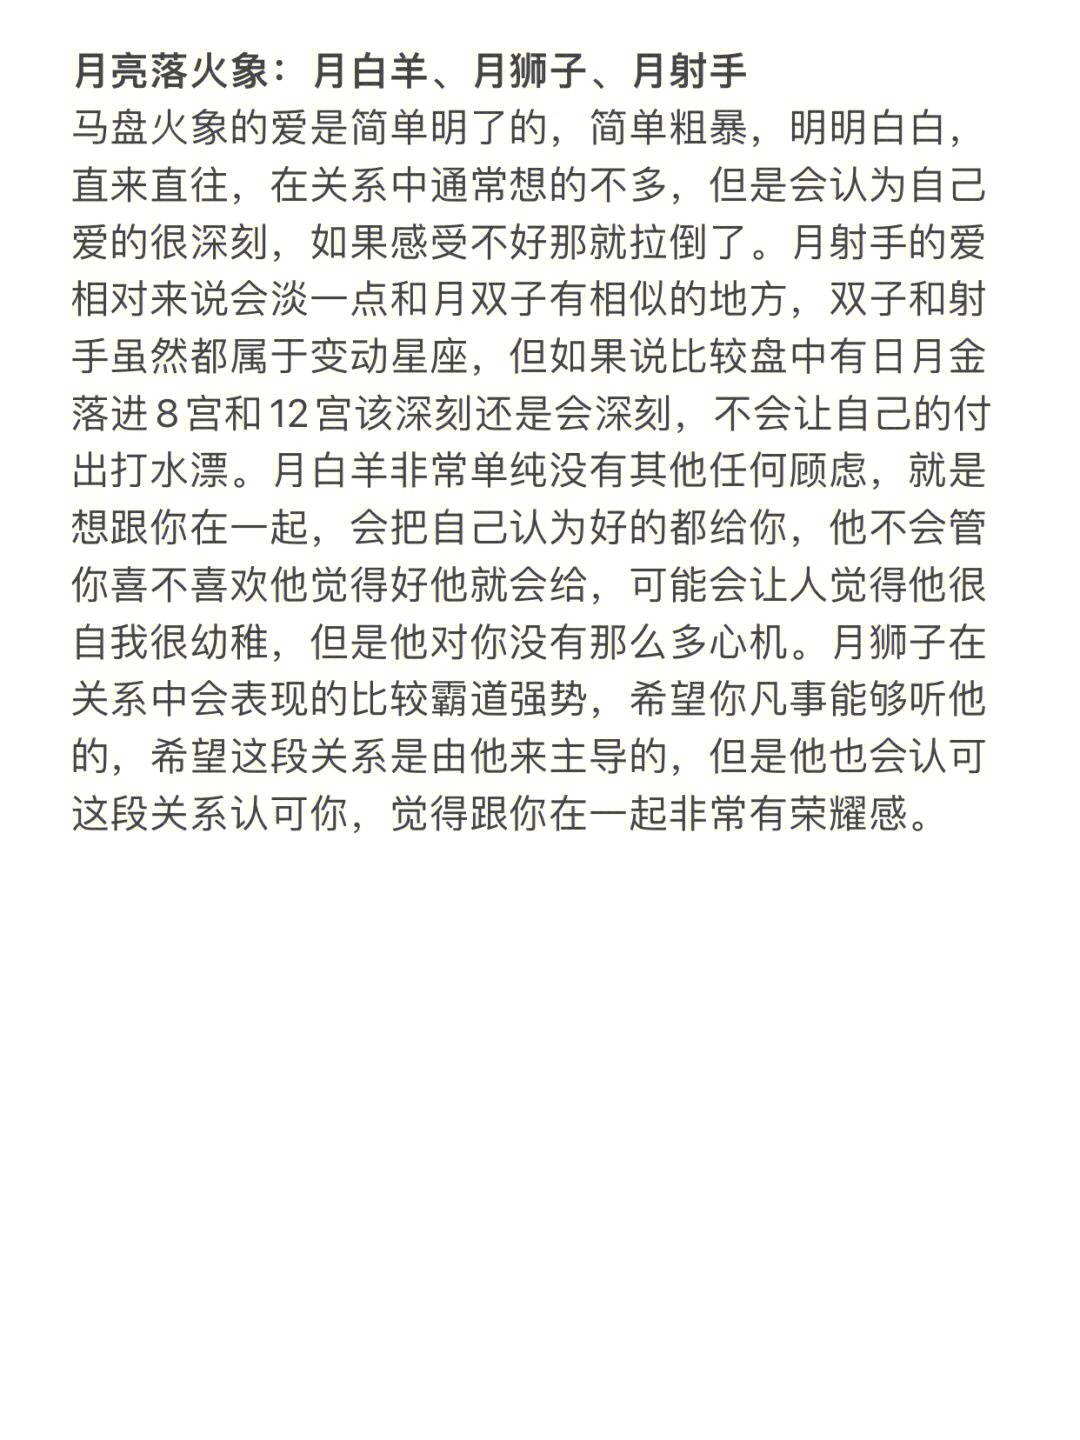 月亮落火象：月白羊、月狮子、月射手
马盘火象的爱是简单明了的，简单粗暴，明明白白，
直来直往，在关系中通常想的不多，但是会认为自己
爱的很深刻，如果感受不好那就拉倒了。月射手的爱
相对来说会淡一点和月双子有相似的地方，双子和射
手虽然都属于变动星座，但如果说比较盘中有日月金
落进8宫和12宫该深刻还是会深刻，不会让自己的付
出打水漂。月白羊非常单纯没有其他任何顾虑，就是
想跟你在一起，会把自己认为好的都给你，他不会管
你喜不喜欢他觉得好他就会给，可能会让人觉得他很
自我很幼稚，但是他对你没有那么多心机。月狮子在
关系中会表现的比较霸道强势，希望你凡事能够听他
的，希望这段关系是由他来主导的，但是他也会认可
这段关系认可你，觉得跟你在一起非常有荣耀感。